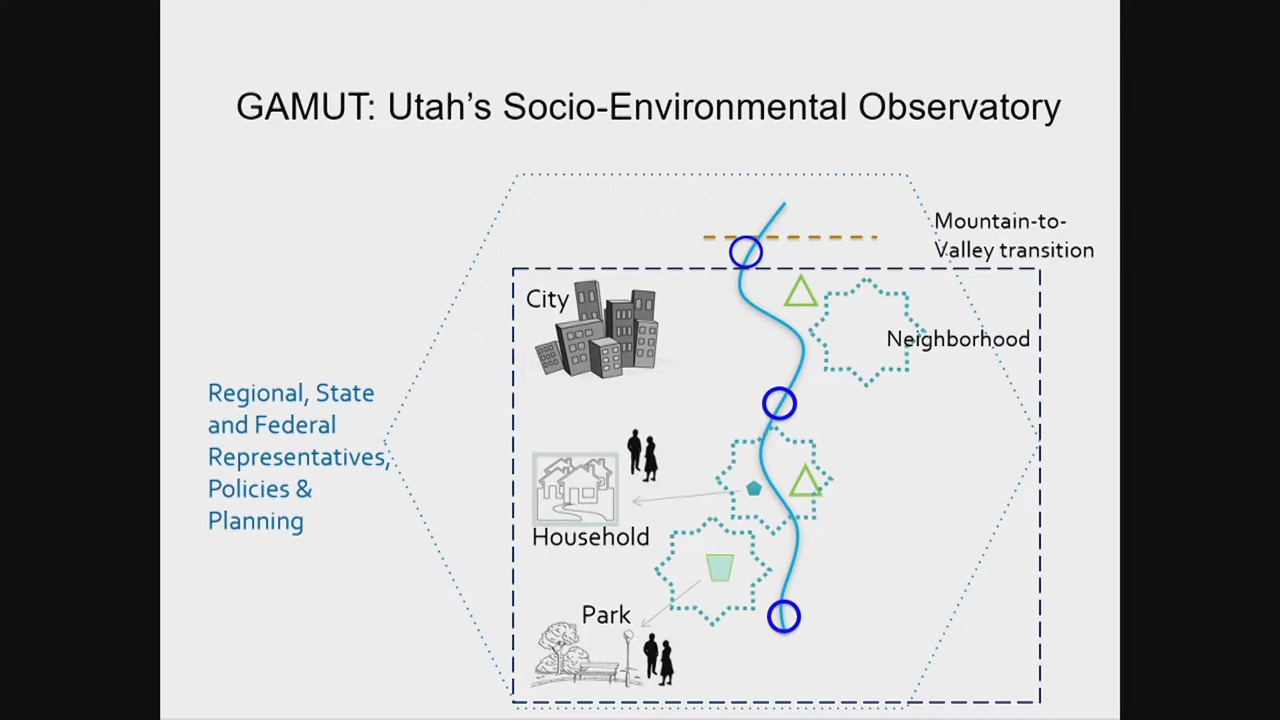 GAMUT: Utah's Socio-Environmental Observatory
Mountain-to-
Valley transition
City
Neighborhood
Regional, State
and Federal
Representatives,
Policies &
Planning
Household
Park